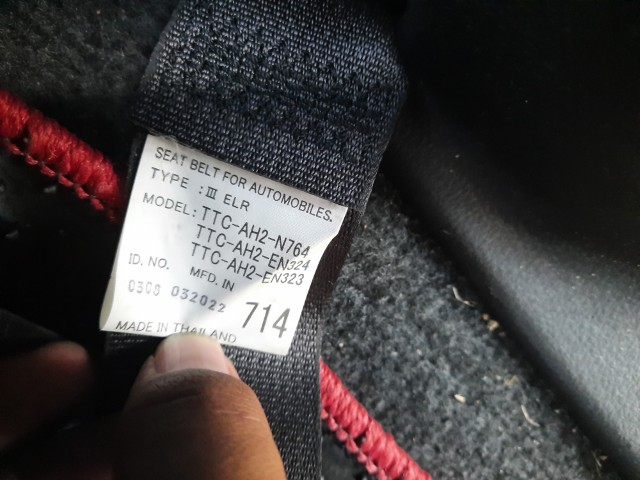 SEAT BELT FOR AUTOMOBILES.
TYPE : III ELR
MODEL: TTC-AH2-N764
TTC-AH2-EN324
TTC-AH2-EN323
ID. NO. MFD. IN
0308 032022 714
MADE IN THAILAND